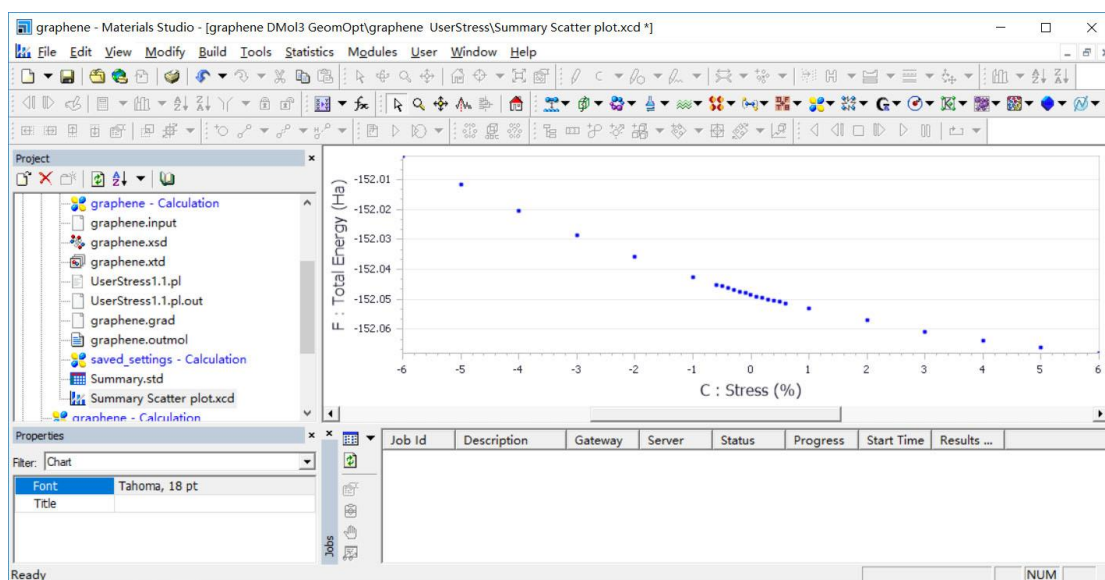 graphene - Materials Studio - [graphene DMol3 GeomOpt\graphene UserStress\Summary Scatter plot.xcd *]
File Edit View Modify Build Tools Statistics Modules User Window Help
Project
graphene - Calculation
graphene.input
graphene.xsd
graphene.xtd
UserStress1.1.pl
UserStress1.1.pl.out
graphene.grad
graphene.outmol
saved_settings - Calculation
Summary.std
Summary Scatter plot.xcd
graphene - Calculation
F : Total Energy (Ha)
-152.01
-152.02
-152.03
-152.04
-152.05
-152.06
-6 -5 -4 -3 -2 -1 0 1 2 3 4 5 6
C : Stress (%)
Properties
Filter: Chart
Font Tahoma, 18 pt
Title
Jobs
Job Id Description Gateway Server Status Progress Start Time Results ...
Ready
NUM